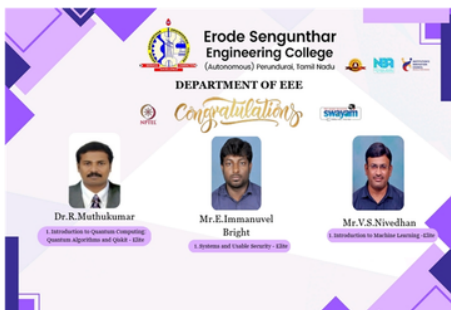 Erode Sengunthar
Engineering College
(Autonomous) Perundurai, Tamil Nadu
DEPARTMENT OF EEE
NPTEL
Congratulations
swayam
Dr.R.Muthukumar
1. Introduction to Quantum Computing:
Quantum Algorithms and Qiskit - Elite
Mr.E.Immanuvel
Bright
1. Systems and Usable Security - Elite
Mr.V.S.Nivedhan
1. Introduction to Machine Learning - Elite